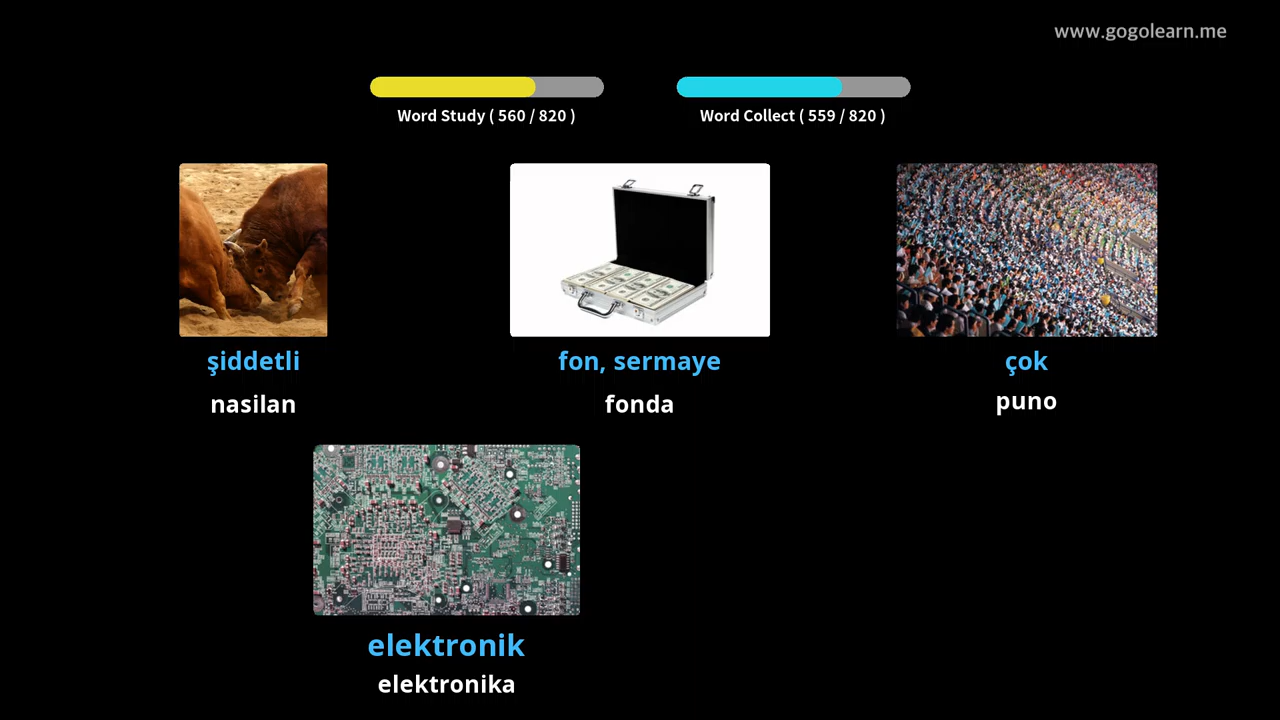 www.gogolearn.me
Word Study ( 560 / 820 )
Word Collect ( 559 / 820 )
şiddetli
nasilan
fon, sermaye
fonda
çok
puno
elektronik
elektronika